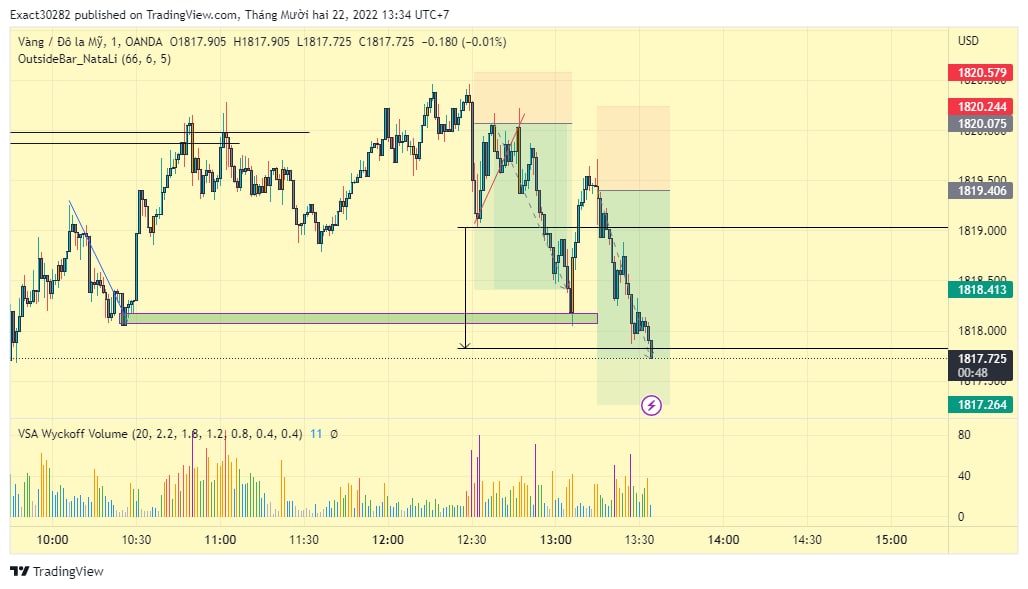 Exact30282 published on TradingView.com, Tháng Mười hai 22, 2022 13:34 UTC+7
Vàng / Đô la Mỹ, 1, OANDA O1817.905 H1817.905 L1817.725 C1817.725 −0.180 (−0.01%)
OutsideBar_NataLi (66, 6, 5)
USD
1820.579
1820.244
1820.075
1819.500
1819.406
1819.000
1818.500
1818.413
1818.000
1817.725
00:48
1817.500
1817.264
VSA Wyckoff Volume (20, 2.2, 1.8, 1.2, 0.8, 0.4, 0.4) 11 Ø
80
40
0
10:00 10:30 11:00 11:30 12:00 12:30 13:00 13:30 14:00 14:30 15:00
TradingView